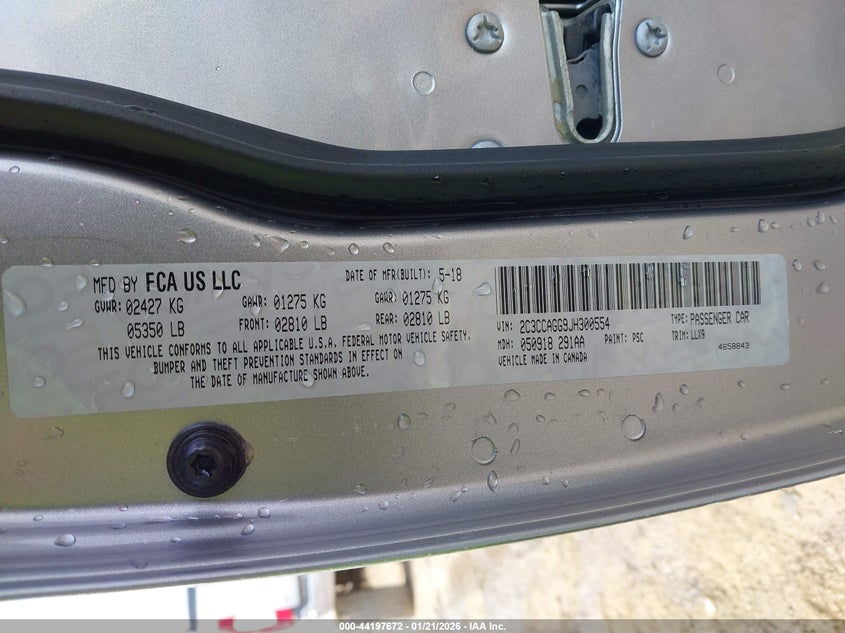 MFD BY FCA US LLC
DATE OF MFR(BUILT): 5-18
GVWR: 02427 KG
GAWR: 01275 KG
GAWR: 01275 KG
05350 LB
FRONT: 02810 LB
REAR: 02810 LB
THIS VEHICLE CONFORMS TO ALL APPLICABLE U.S.A. FEDERAL MOTOR VEHICLE SAFETY,
BUMPER AND THEFT PREVENTION STANDARDS IN EFFECT ON
THE DATE OF MANUFACTURE SHOWN ABOVE.
VIN: 2C3CCAGG9JH300554
TYPE: PASSENGER CAR
MDH: 050918 291AA
PAINT: PSC
TRIM: LLX9
VEHICLE MADE IN CANADA
4658843
000-44197672 - 01/21/2026 - IAA Inc.